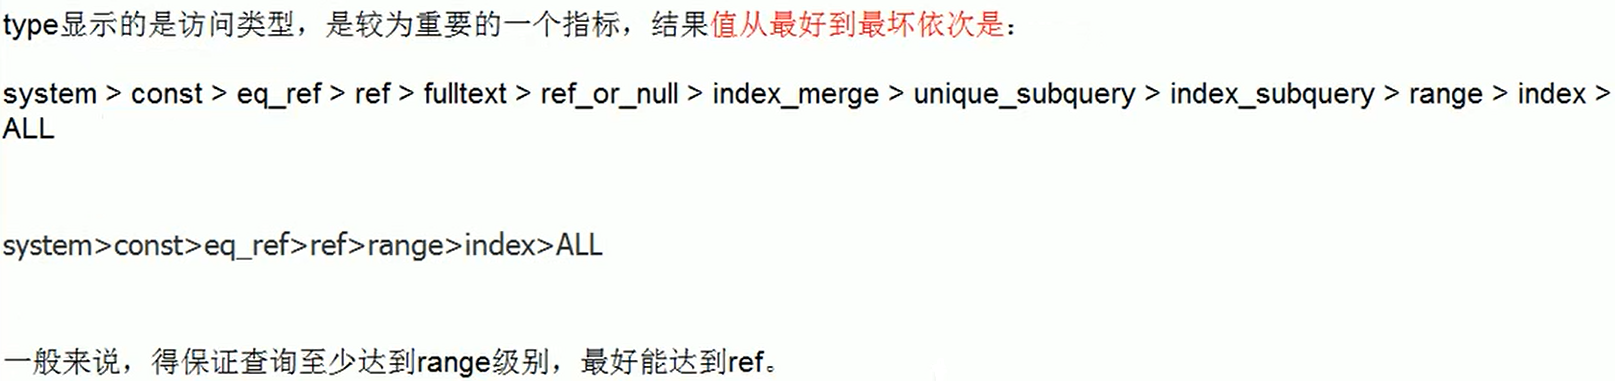 type显示的是访问类型，是较为重要的一个指标，结果值从最好到最坏依次是：
system > const > eq_ref > ref > fulltext > ref_or_null > index_merge > unique_subquery > index_subquery > range > index >
ALL
system>const>eq_ref>ref>range>index>ALL
一般来说，得保证查询至少达到range级别，最好能达到ref。